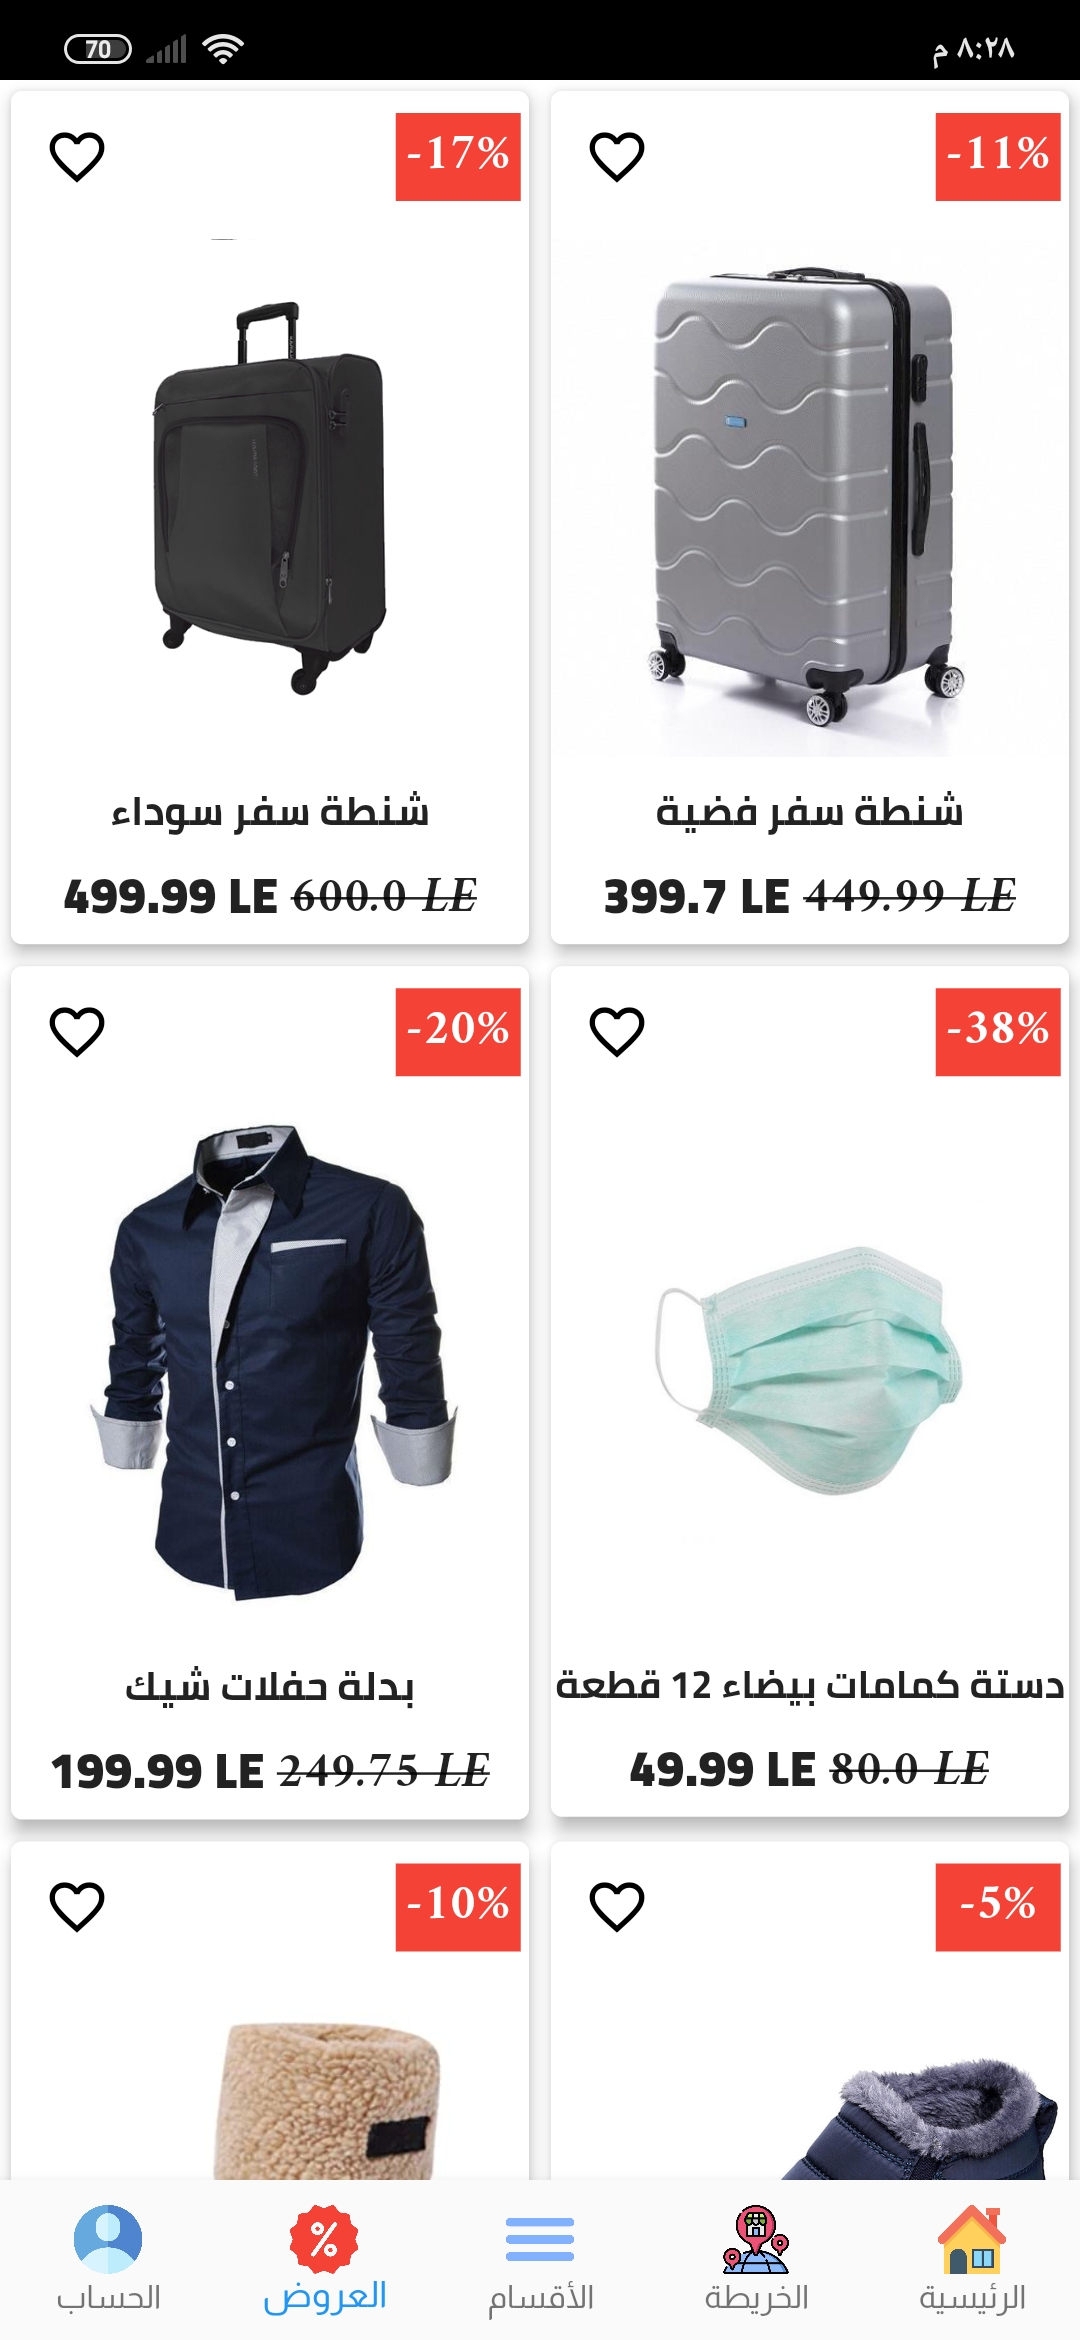 ٨:٢٨ م
70
-11%
شنطة سفر فضية
399.7 LE 449.99 LE
-17%
شنطة سفر سوداء
499.99 LE 600.0 LE
-38%
دستة كمامات بيضاء 12 قطعة
49.99 LE 80.0 LE
-20%
بدلة حفلات شيك
199.99 LE 249.75 LE
-5%
-10%
الرئيسية
الخريطة
الأقسام
العروض
الحساب